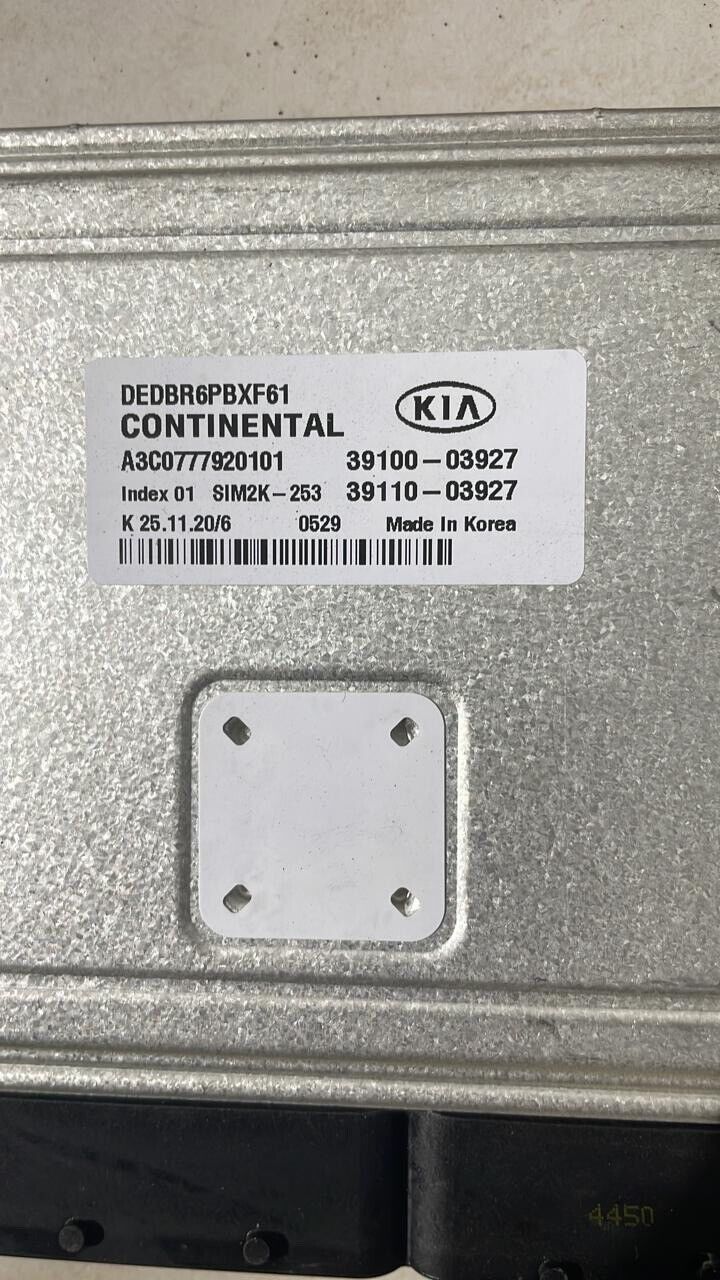 DEDBR6PBXF61
CONTINENTAL
KIA
A3C0777920101 39100-03927
Index 01 SIM2K-253 39110-03927
K 25.11.20/6 0529 Made In Korea
4450